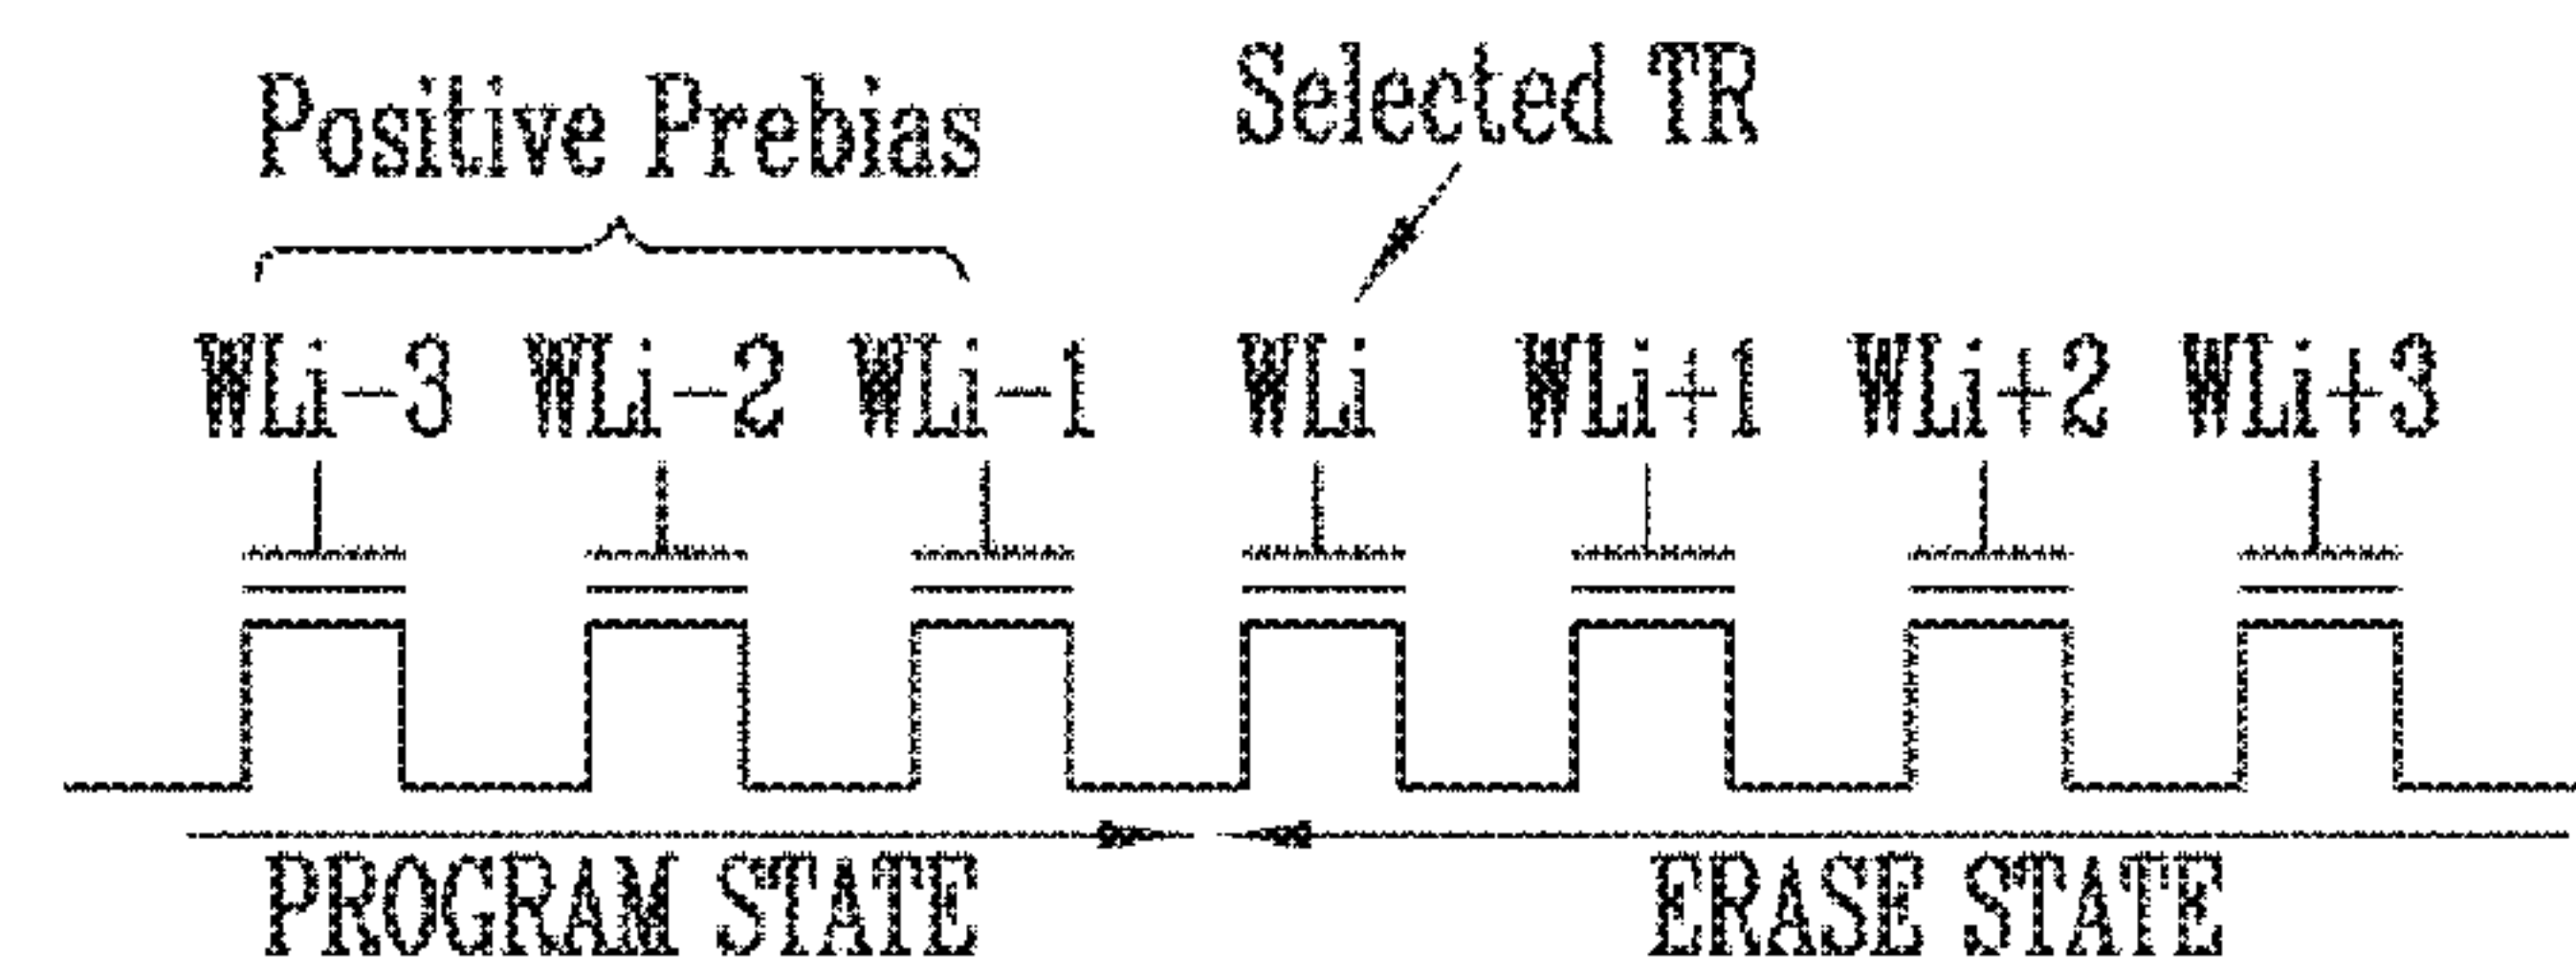 Positive Prebias Selected TR
WLi-3 WLi-2 WLi-1 WLi WLi+1 WLi+2 WLi+3
PROGRAM STATE ERASE STATE